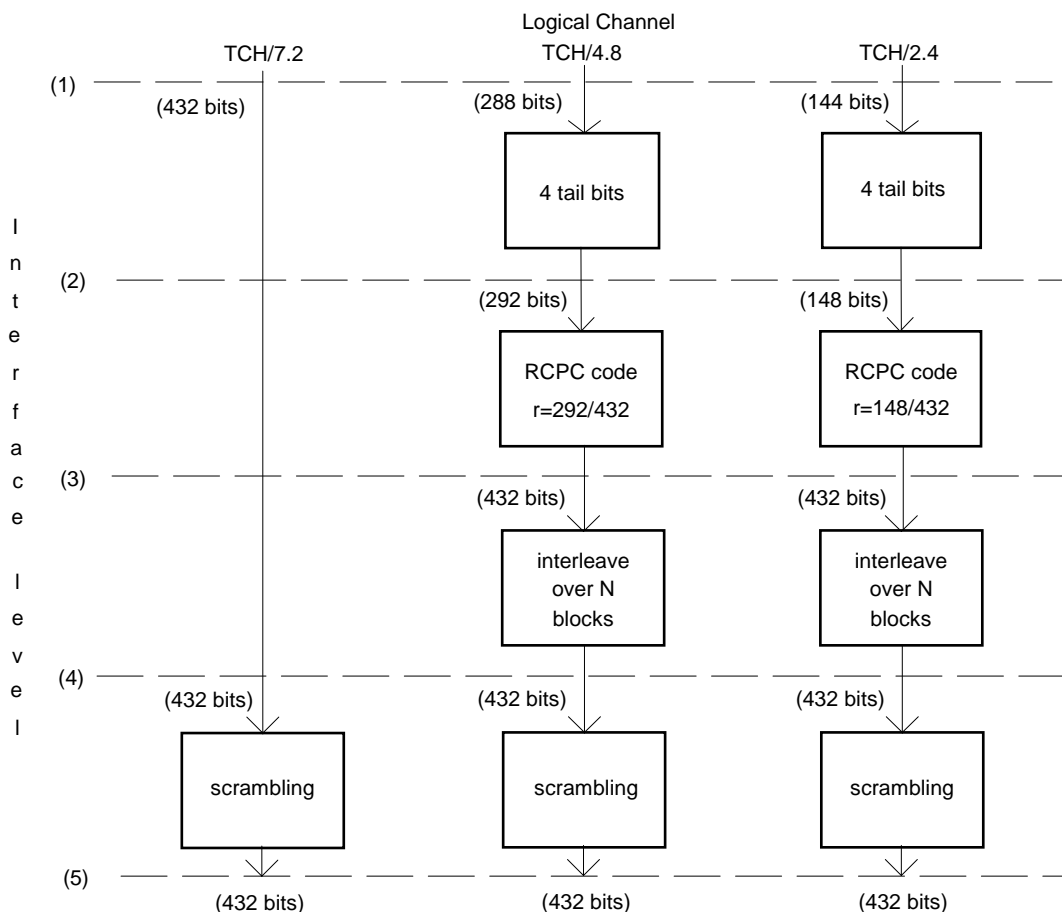 Logical Channel
TCH/7.2 TCH/4.8 TCH/2.4
(1)
(432 bits) (288 bits) (144 bits)
4 tail bits 4 tail bits
(2)
(292 bits) (148 bits)
RCPC code RCPC code
r=292/432 r=148/432
(3)
(432 bits) (432 bits)
interleave interleave
over N over N
blocks blocks
(4)
(432 bits) (432 bits) (432 bits)
scrambling scrambling scrambling
(5)
(432 bits) (432 bits) (432 bits)
Interface level